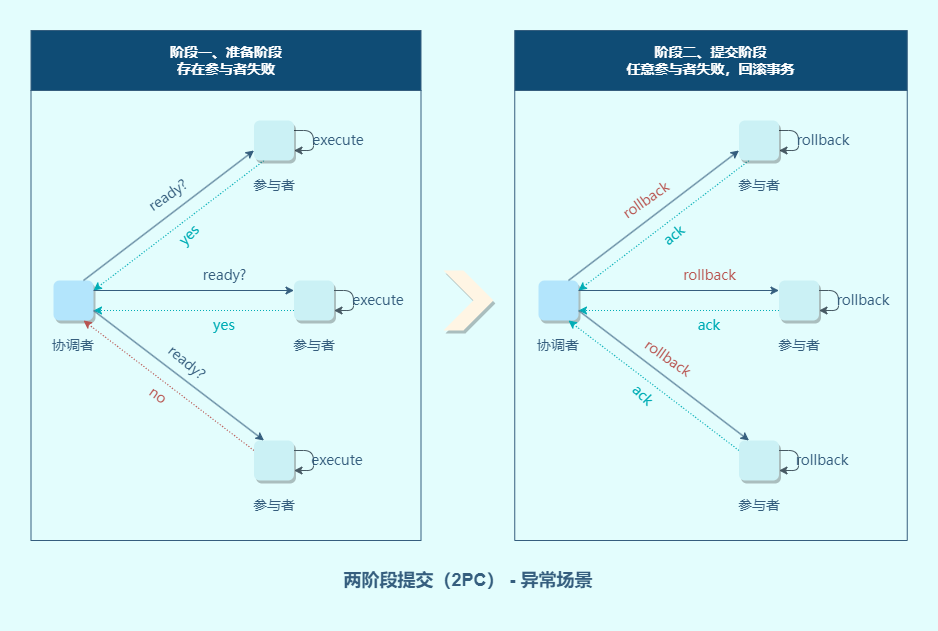 阶段一、准备阶段
存在参与者失败
execute
参与者
ready?
yes
ready?
execute
yes
协调者
参与者
ready?
no
execute
参与者
阶段二、提交阶段
任意参与者失败，回滚事务
rollback
参与者
rollback
ack
rollback
rollback
ack
协调者
参与者
rollback
ack
rollback
参与者
两阶段提交（2PC） - 异常场景